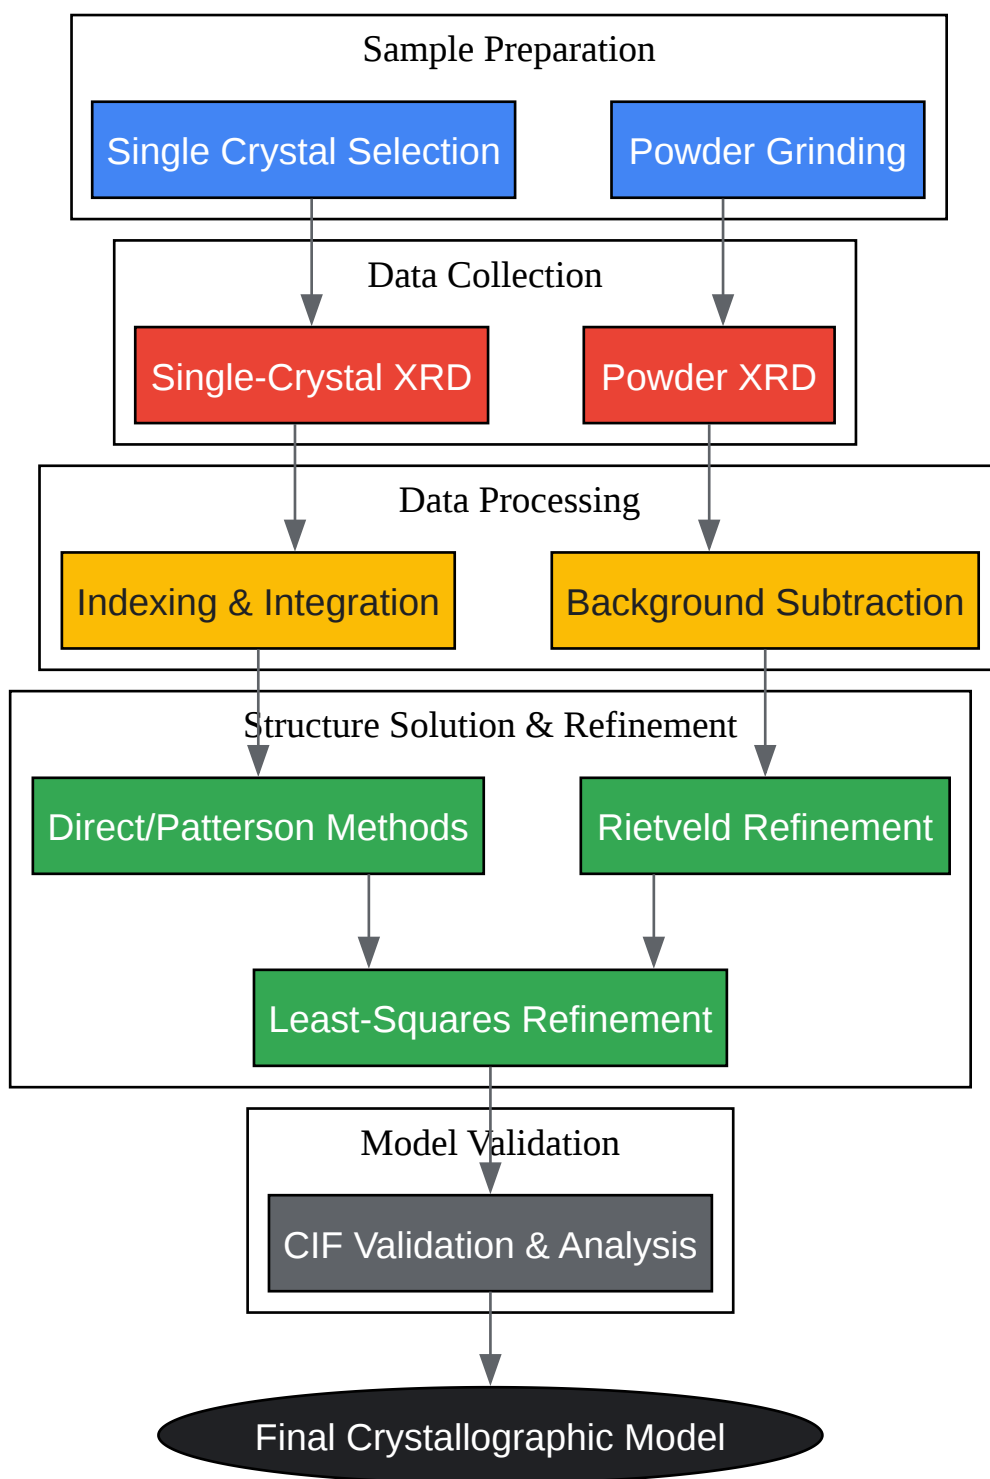 Sample Preparation
Single Crystal Selection
Powder Grinding
Data Collection
Single-Crystal XRD
Powder XRD
Data Processing
Indexing & Integration
Background Subtraction
Structure Solution & Refinement
Direct/Patterson Methods
Rietveld Refinement
Least-Squares Refinement
Model Validation
CIF Validation & Analysis
Final Crystallographic Model